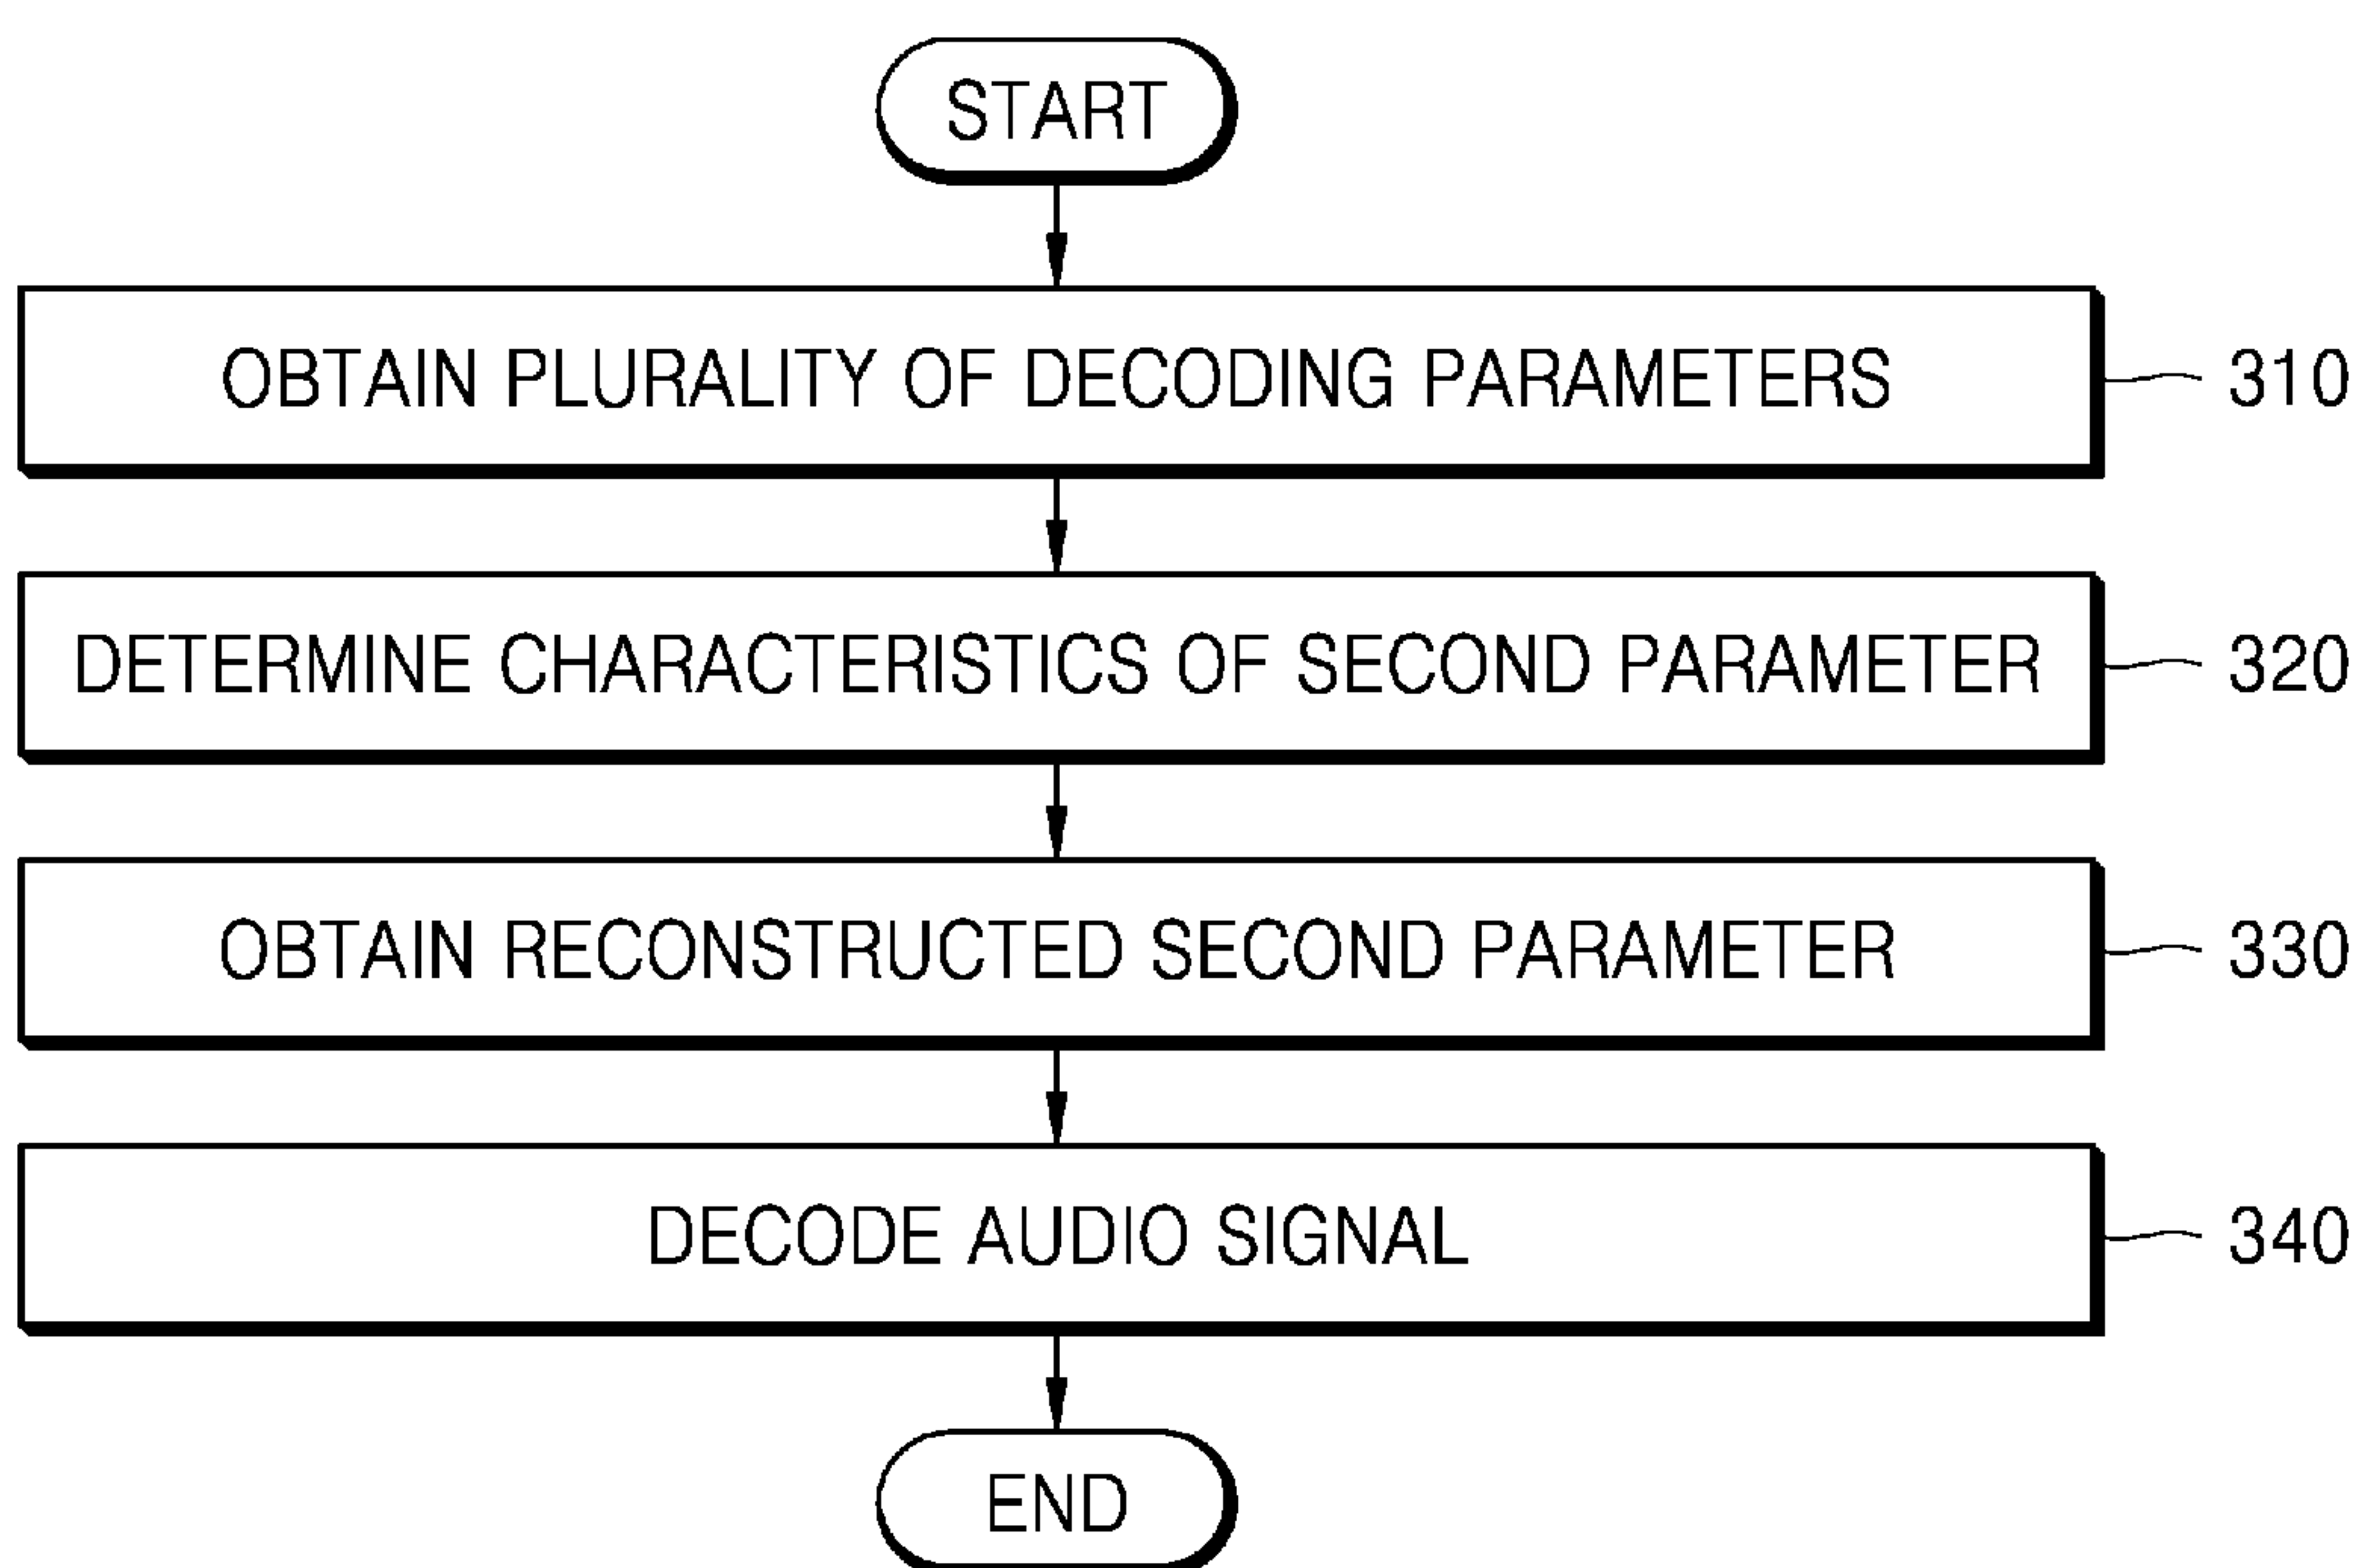 START
OBTAIN PLURALITY OF DECODING PARAMETERS 310
DETERMINE CHARACTERISTICS OF SECOND PARAMETER 320
OBTAIN RECONSTRUCTED SECOND PARAMETER 330
DECODE AUDIO SIGNAL 340
END